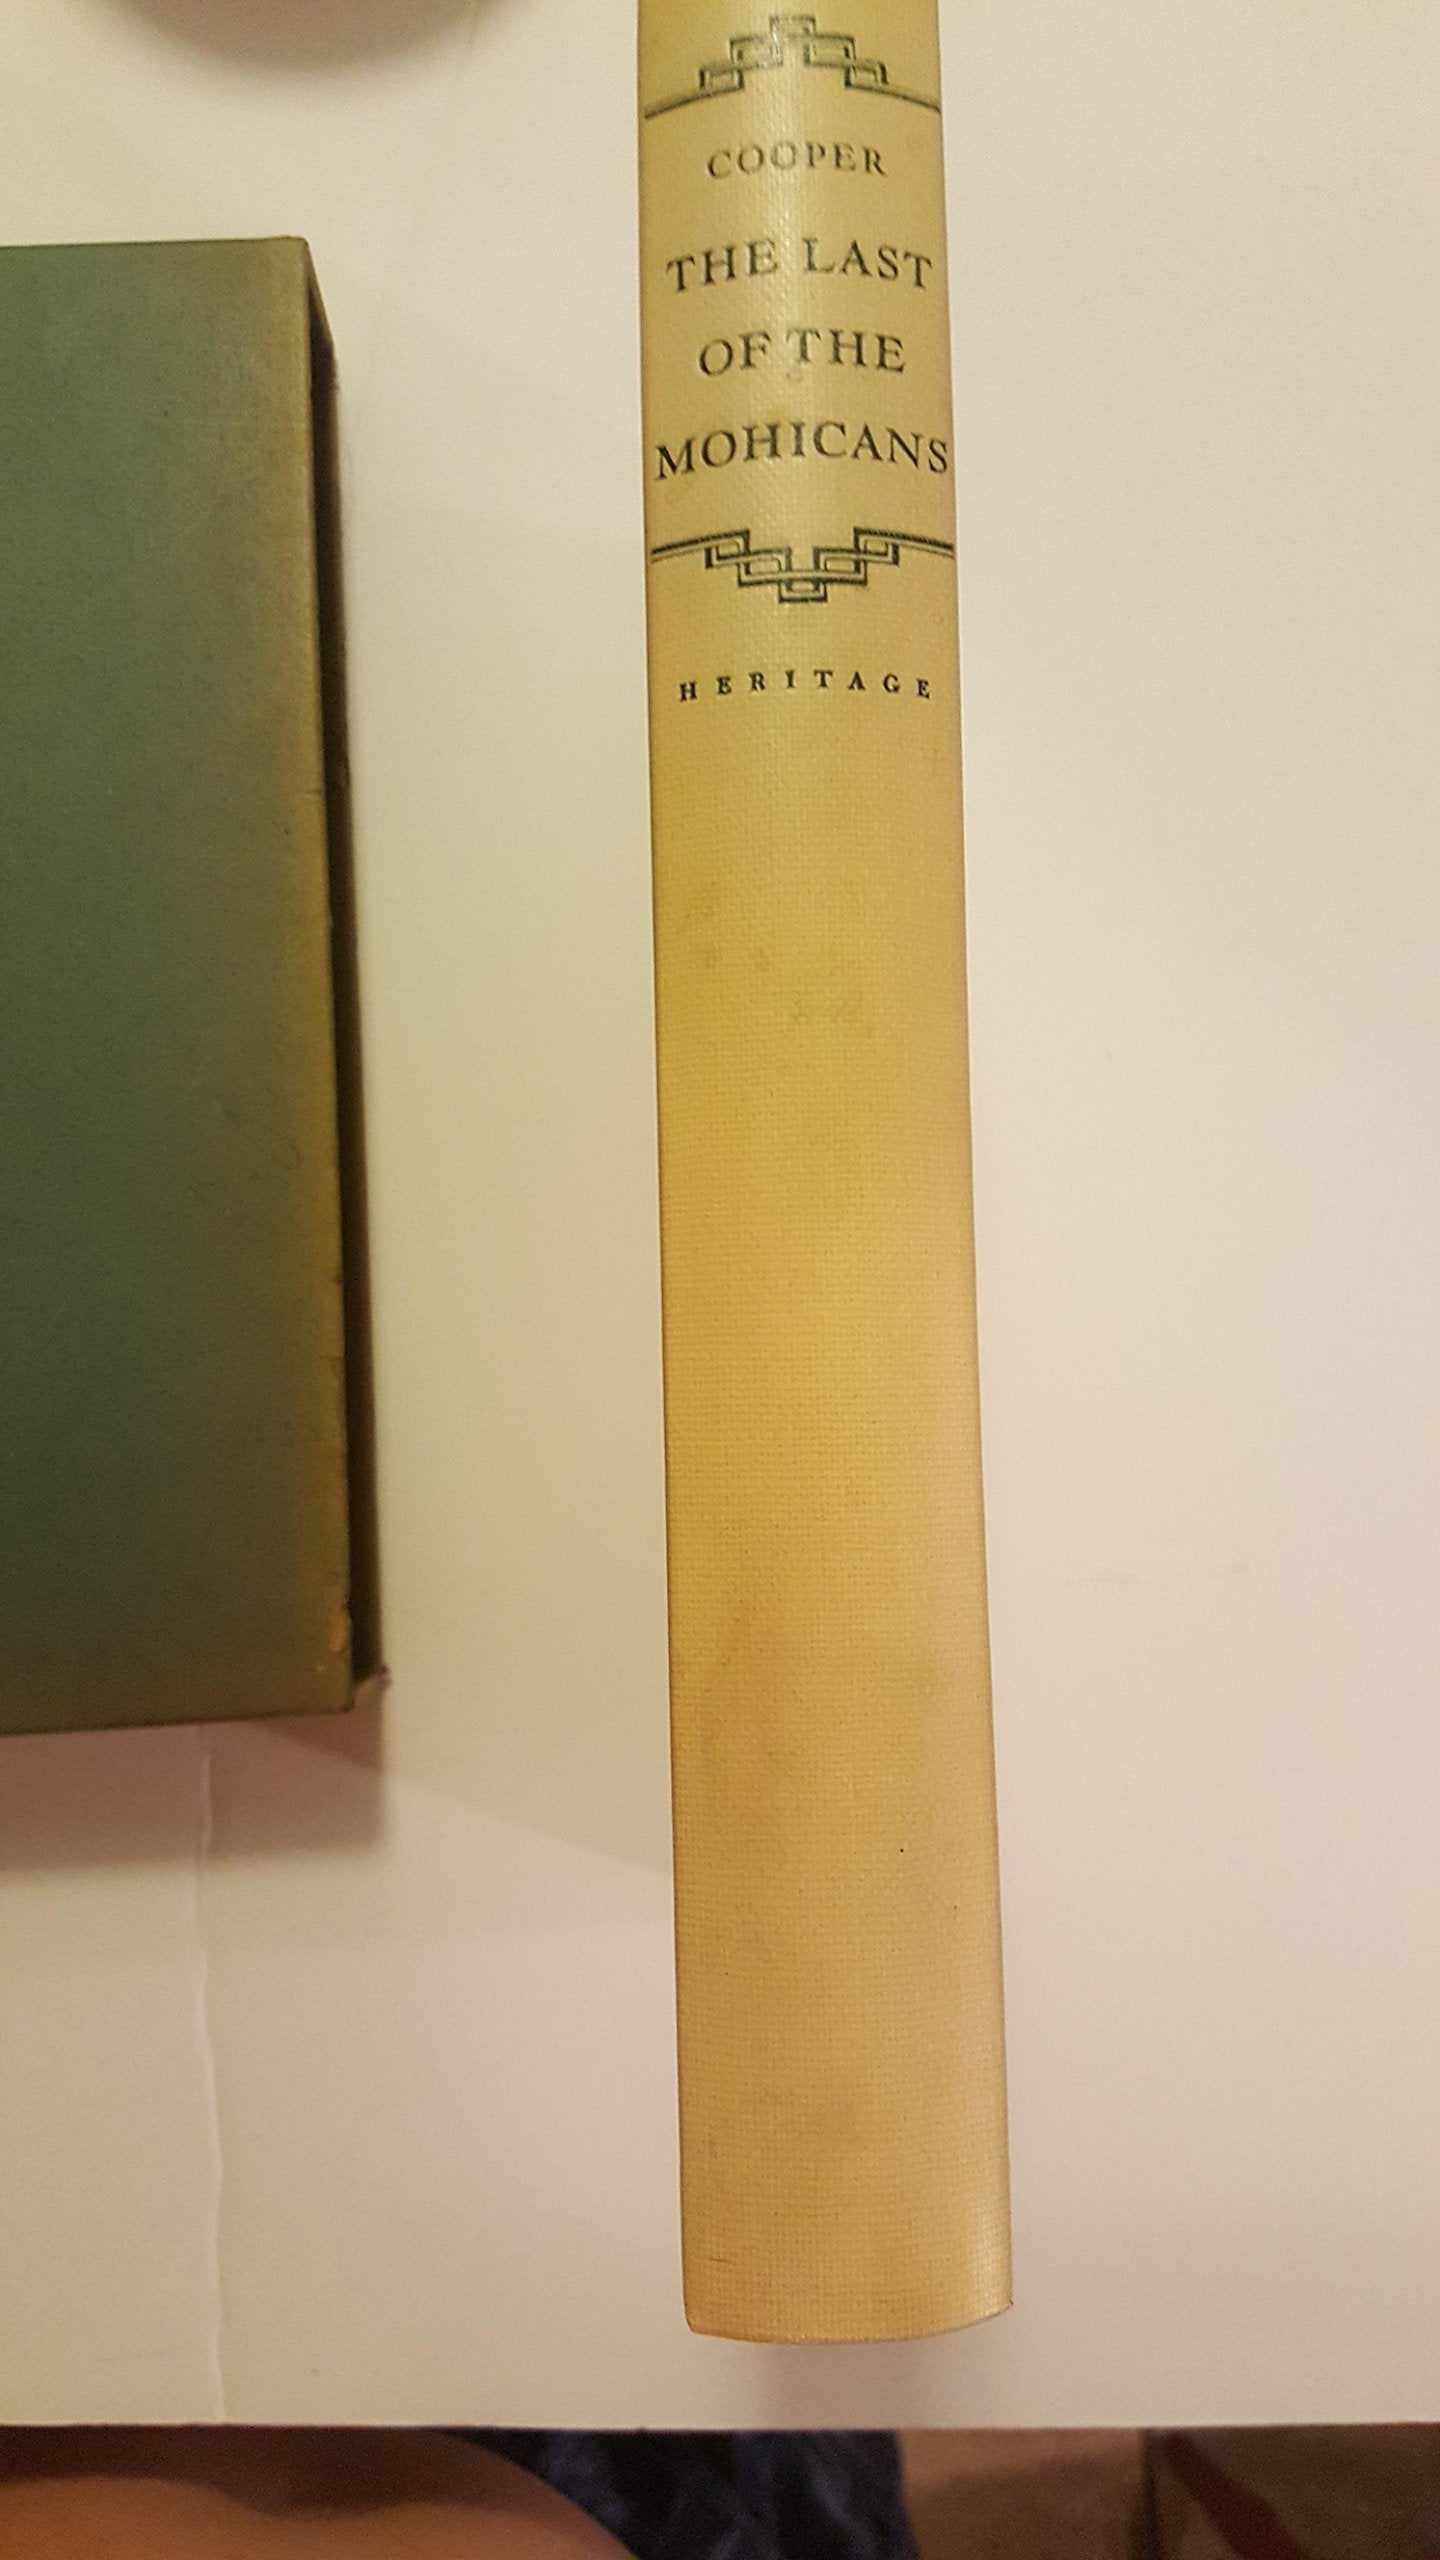 COOPER
THE LAST
OF THE
MOHICANS
HERITAGE